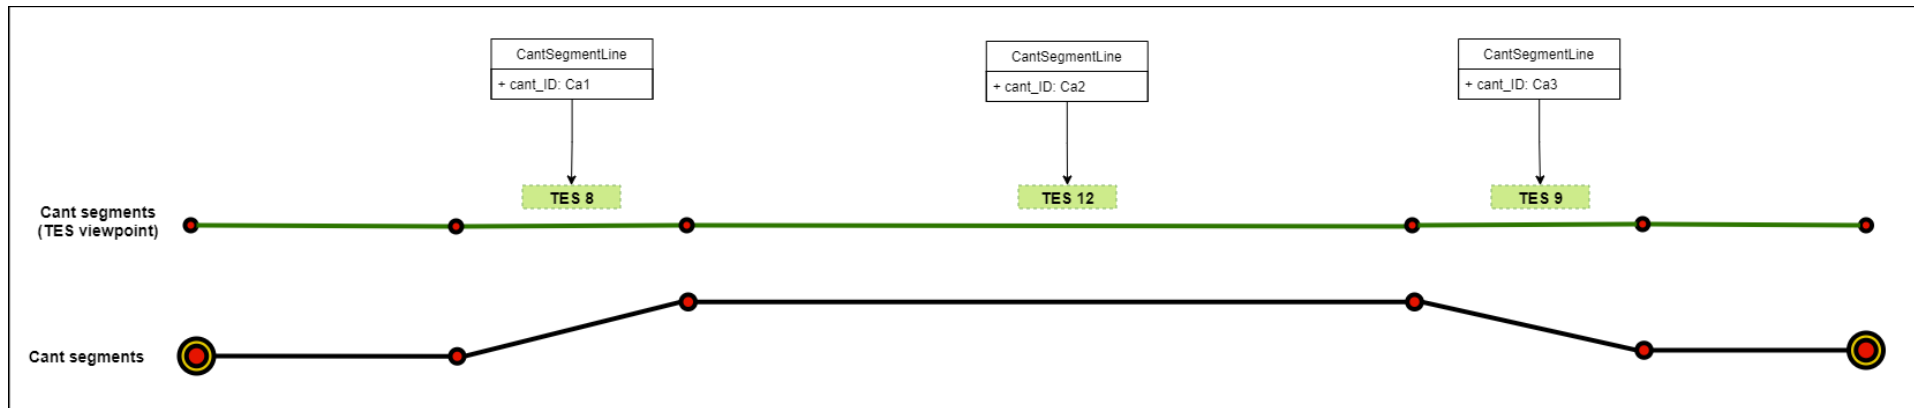 CantSegmentLine
+ cant_ID: Ca1
CantSegmentLine
+ cant_ID: Ca2
CantSegmentLine
+ cant_ID: Ca3
TES 8
TES 12
TES 9
Cant segments
(TES viewpoint)
Cant segments